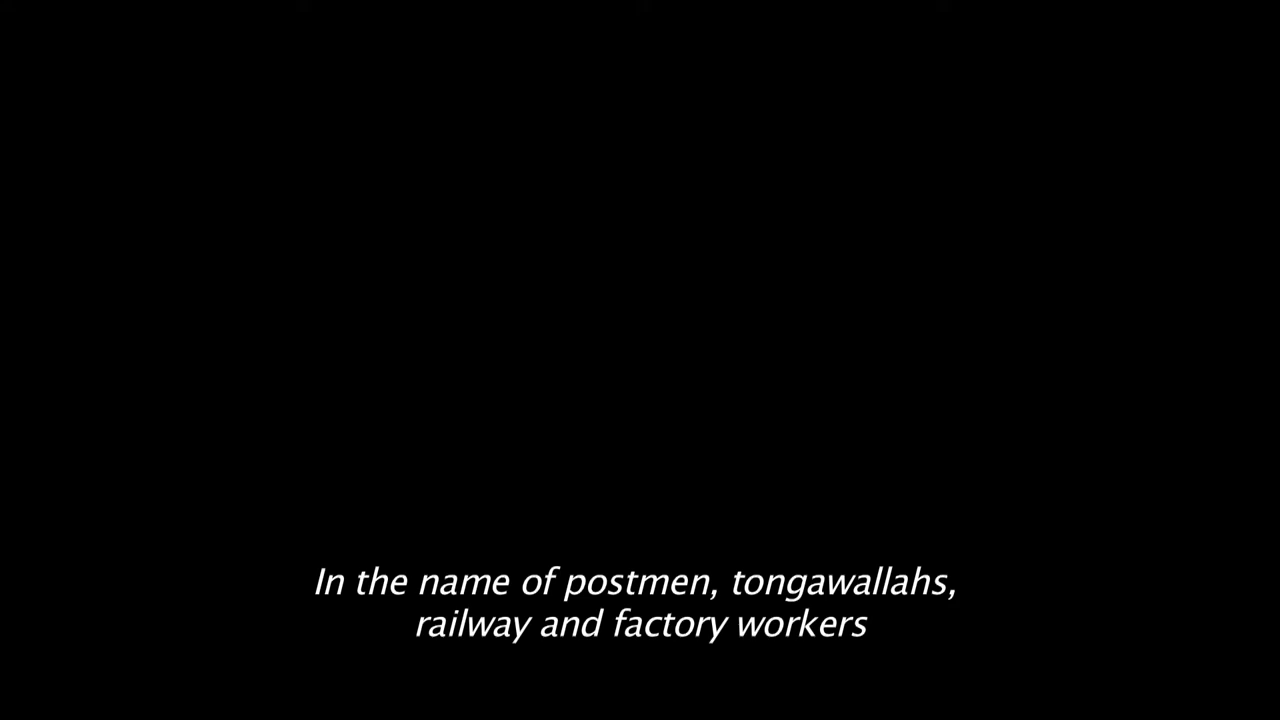 In the name of postmen, tongawallahs,
railway and factory workers